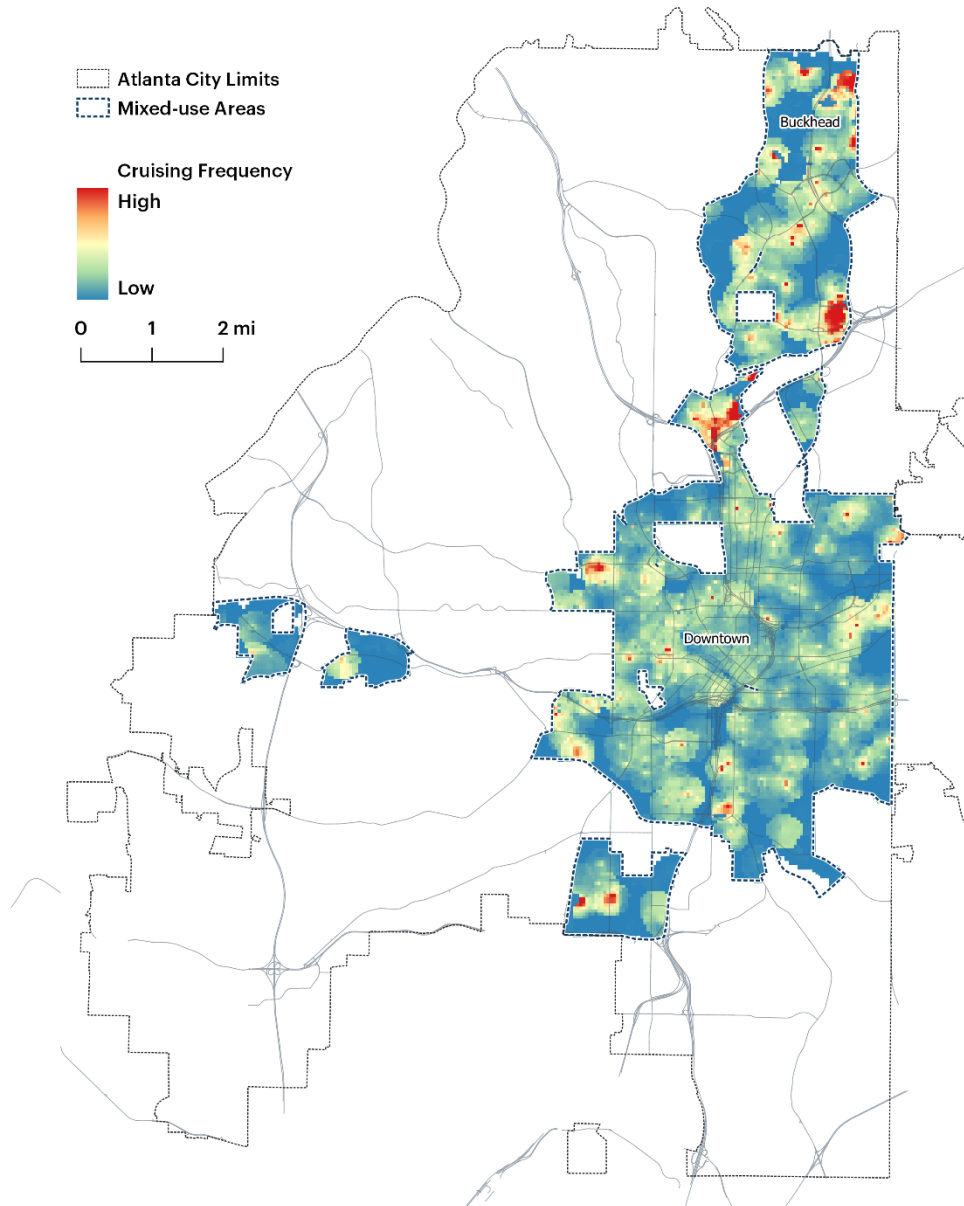 Atlanta City Limits
Mixed-use Areas
Cruising Frequency
High
Low
0 1 2 mi
Buckhead
Downtown